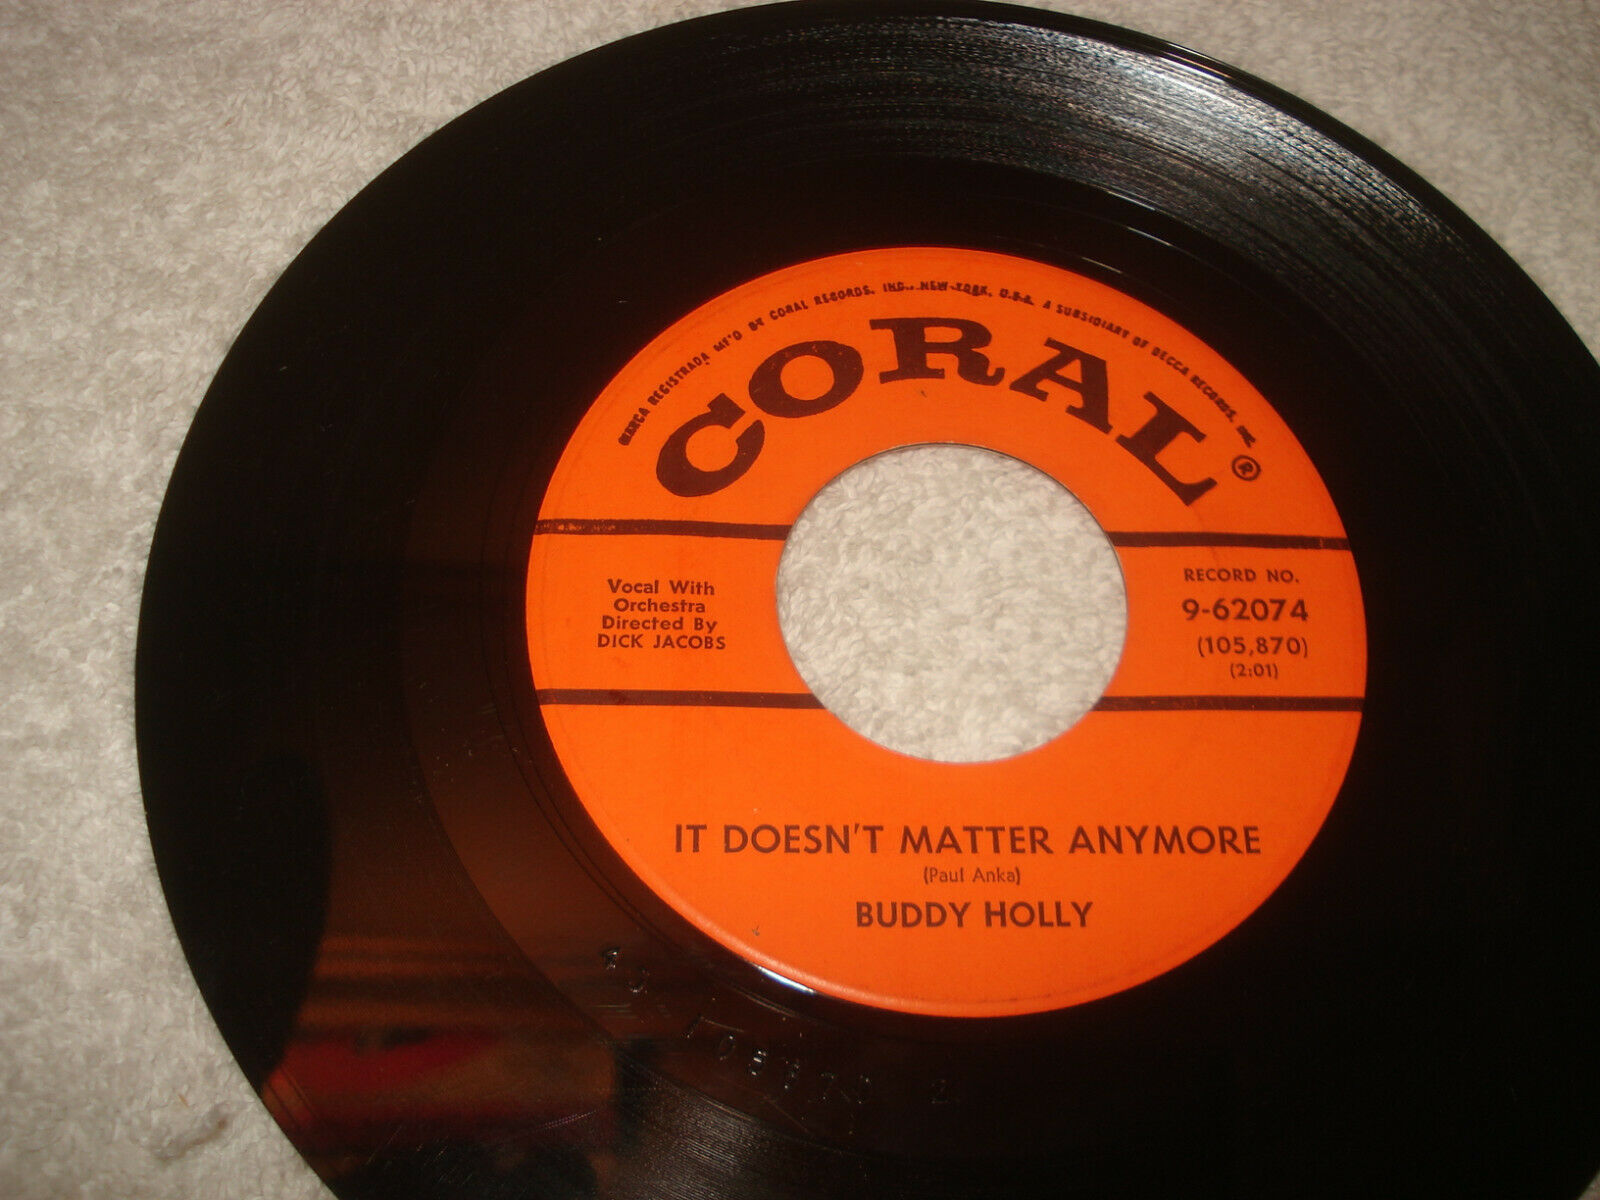 MARCA REGISTRADA MF'D BY CORAL RECORDS, INC., NEW YORK, U.S.A. A SUBSIDIARY OF DECCA RECORDS,
CORAL®
Vocal With
Orchestra
Directed By
DICK JACOBS
RECORD NO.
9-62074
(105,870)
(2:01)
IT DOESN'T MATTER ANYMORE
(Paul Anka)
BUDDY HOLLY